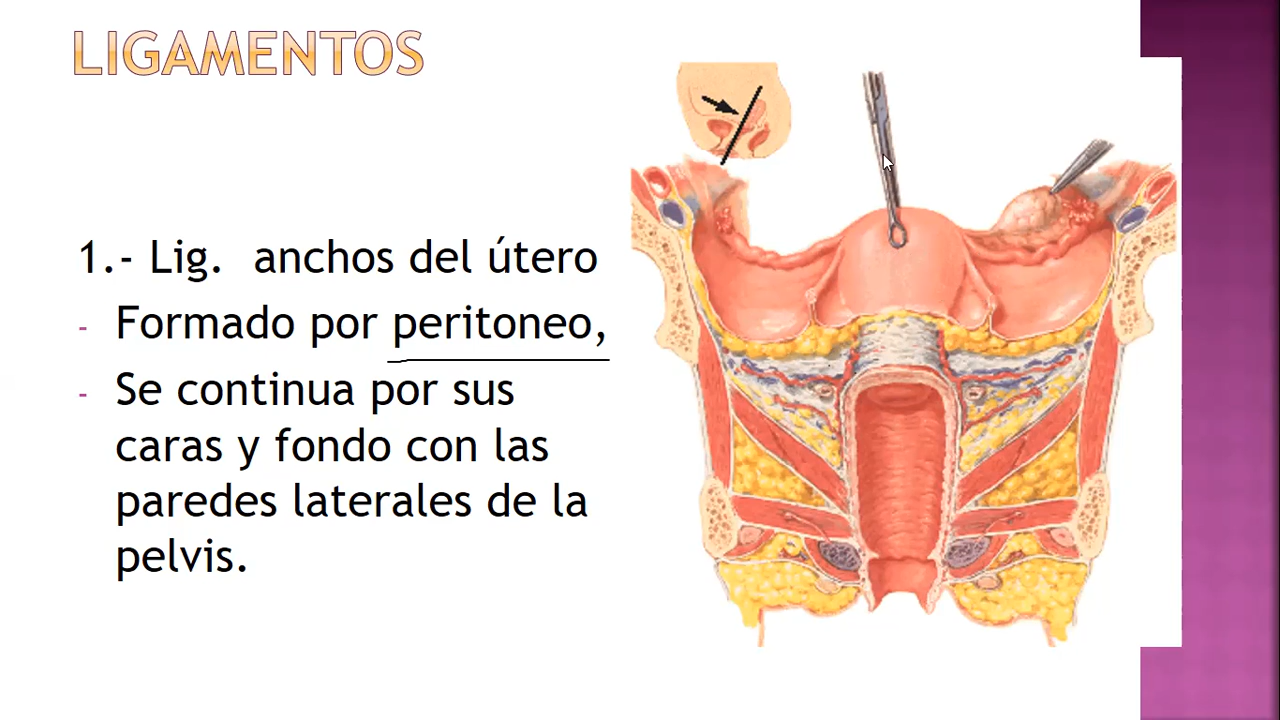 LIGAMENTOS
1.- Lig. anchos del útero
- Formado por peritoneo,
- Se continua por sus
caras y fondo con las
paredes laterales de la
pelvis.